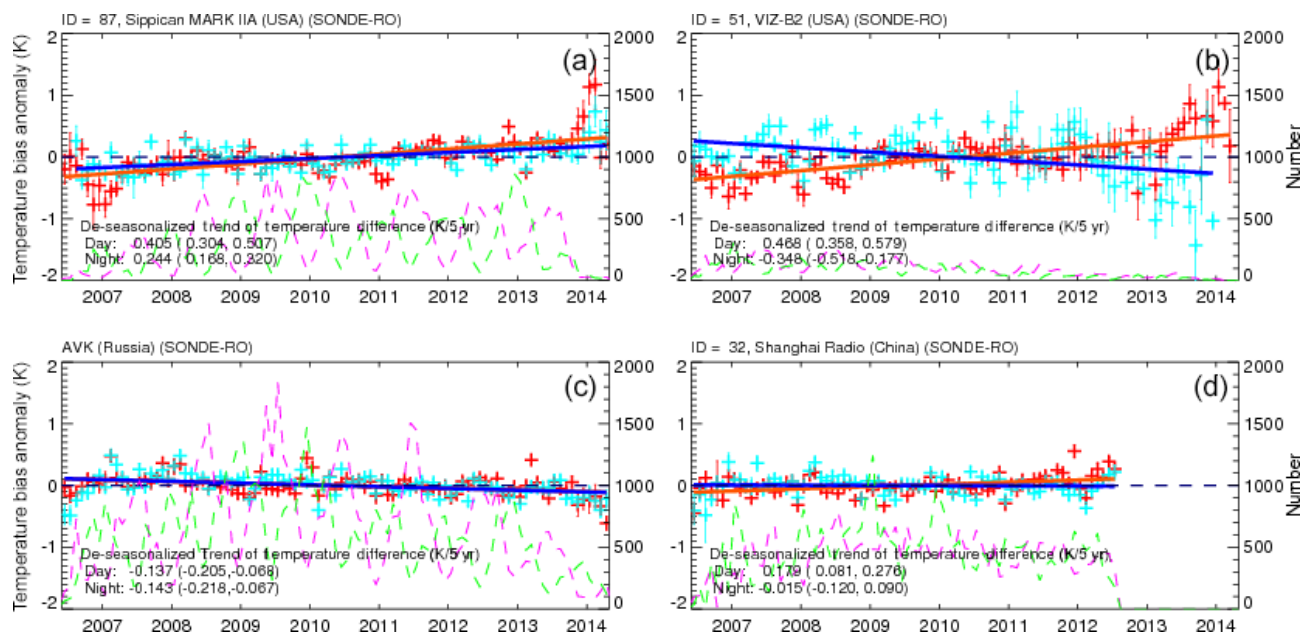 ID = 87, Sippican MARK IIA (USA) (SONDE-RO)
(a)
Temperature bias anomaly (K)
2
1
0
-1
-2
2000
1500
1000
500
0
De-seasonalized trend of temperature difference (K/5 yr)
Day: 0.405 ( 0.304, 0.507)
Night: 0.244 ( 0.168, 0.320)
2007 2008 2009 2010 2011 2012 2013 2014
ID = 51, VIZ-B2 (USA) (SONDE-RO)
(b)
2
1
0
-1
-2
2000
1500
1000
500
0
Number
De-seasonalized trend of temperature difference (K/5 yr)
Day: 0.468 ( 0.358, 0.579)
Night: -0.348 (-0.518,-0.177)
2007 2008 2009 2010 2011 2012 2013 2014
AVK (Russia) (SONDE-RO)
(c)
Temperature bias anomaly (K)
2
1
0
-1
-2
2000
1500
1000
500
0
De-seasonalized Trend of temperature difference (K/5 yr)
Day: -0.137 (-0.205,-0.068)
Night: -0.143 (-0.218,-0.067)
2007 2008 2009 2010 2011 2012 2013 2014
ID = 32, Shanghai Radio (China) (SONDE-RO)
(d)
2
1
0
-1
-2
2000
1500
1000
500
0
Number
De-seasonalized trend of temperature difference (K/5 yr)
Day: 0.179 ( 0.081, 0.276)
Night: -0.015 (-0.120, 0.090)
2007 2008 2009 2010 2011 2012 2013 2014